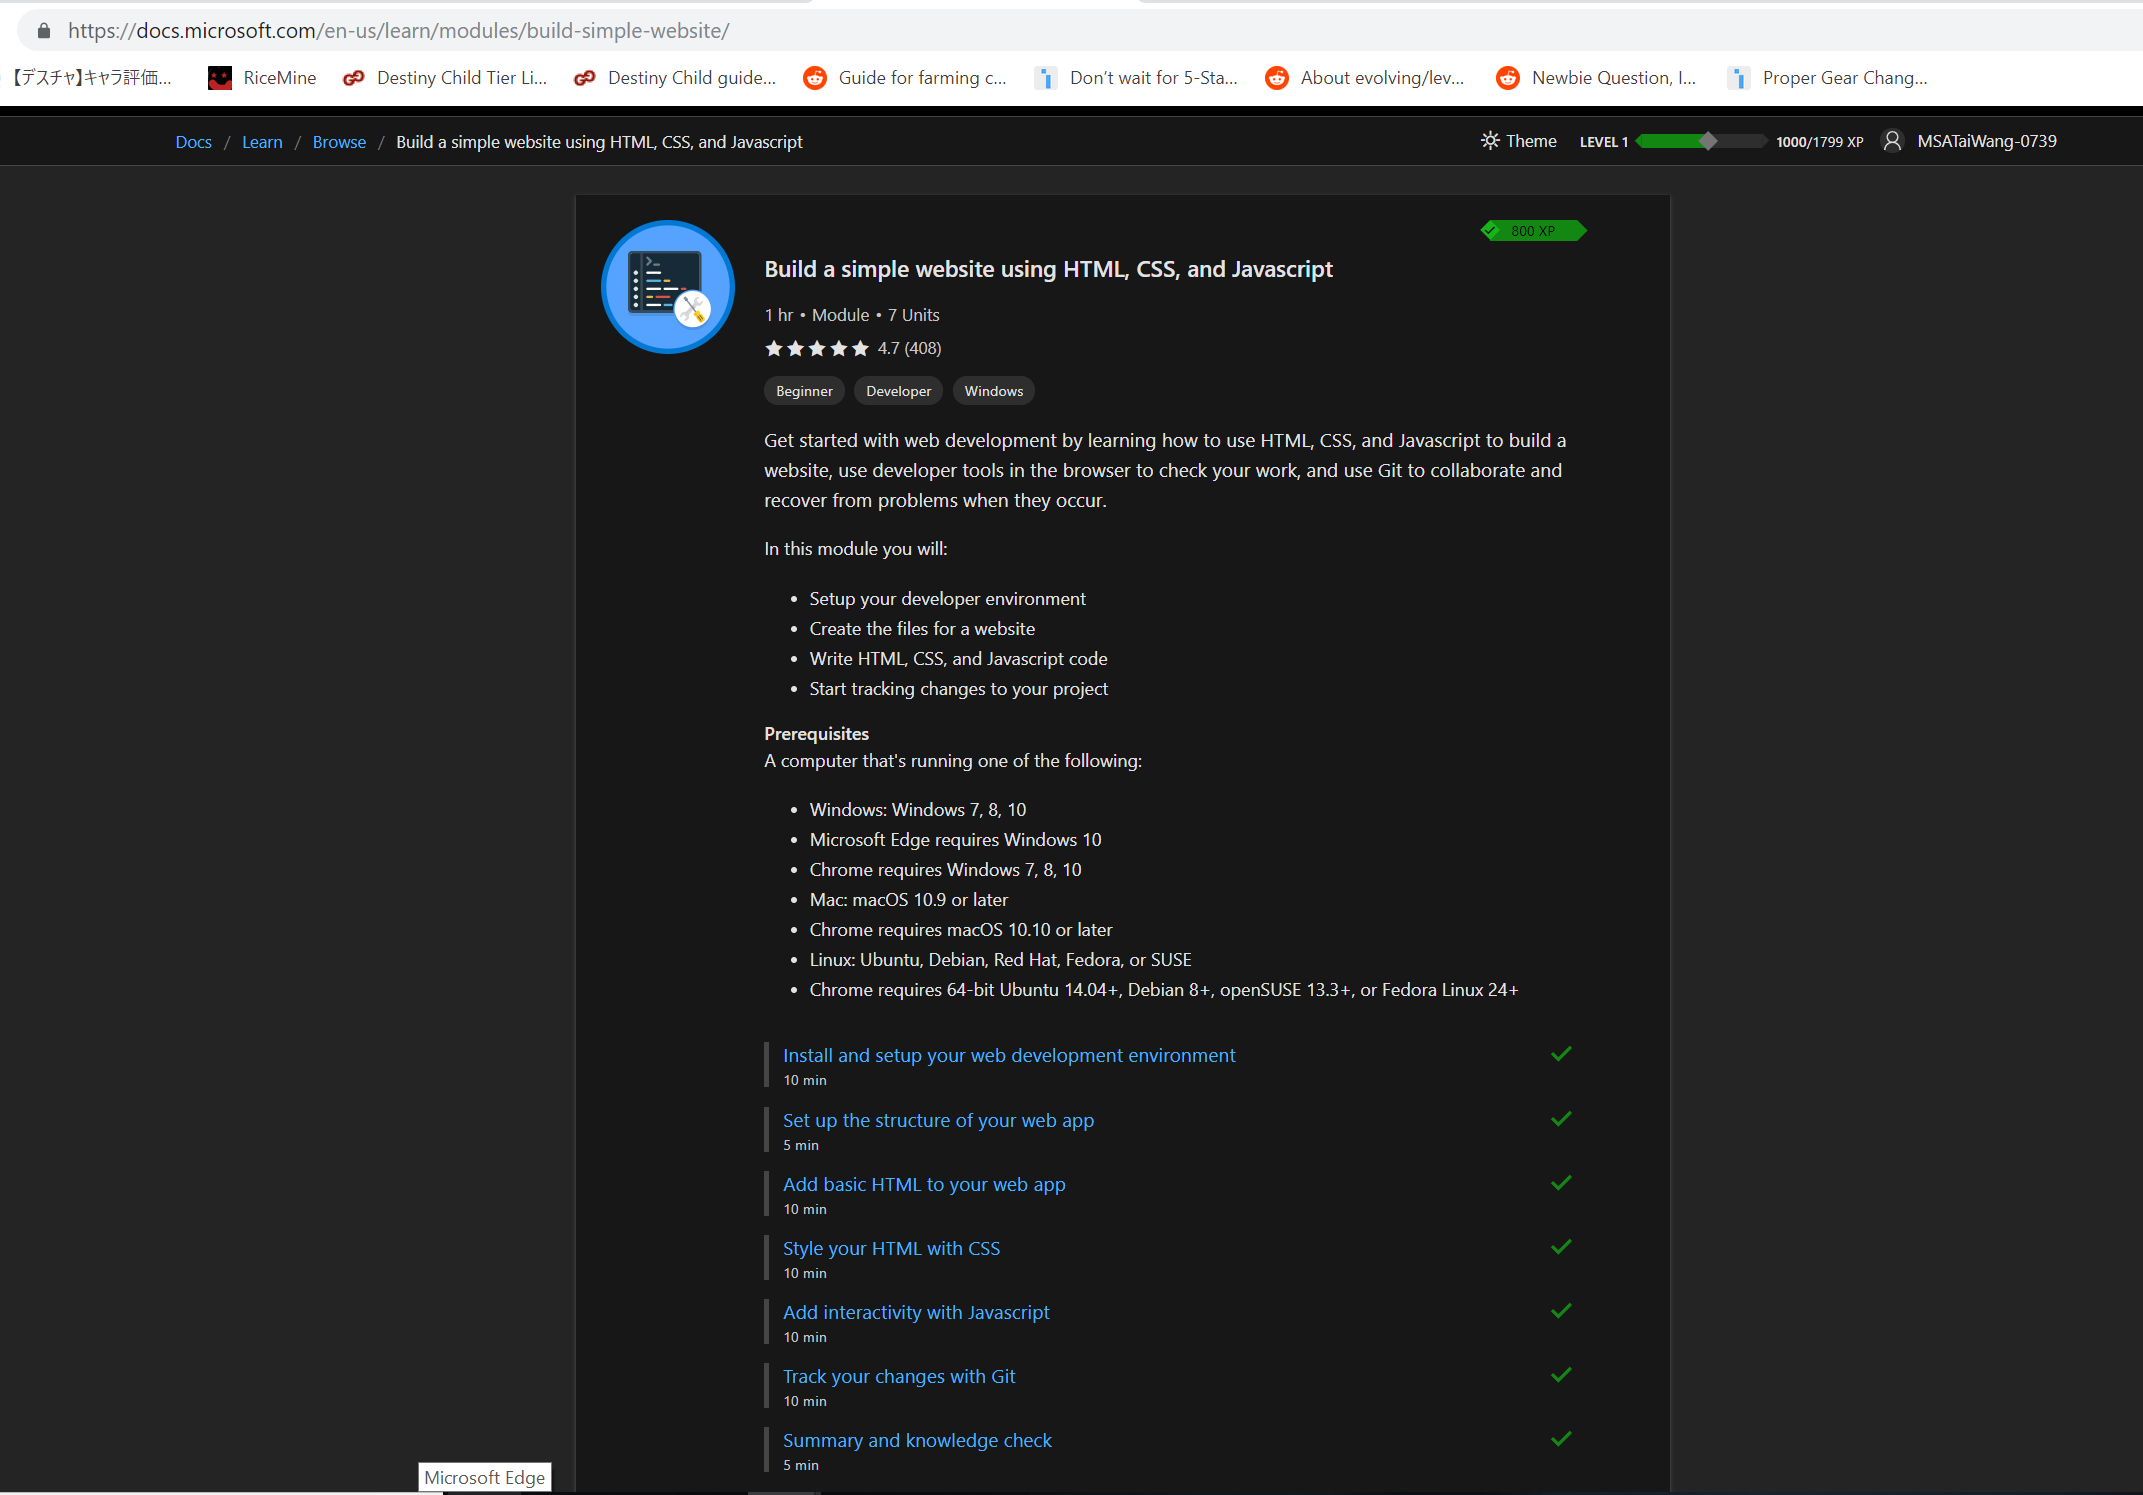 https://docs.microsoft.com/en-us/learn/modules/build-simple-website/
【デスチャ】キャラ評価... RiceMine Destiny Child Tier Li... Destiny Child guide... Guide for farming c... Don't wait for 5-Sta... About evolving/lev... Newbie Question, I... Proper Gear Chang...
Docs / Learn / Browse / Build a simple website using HTML, CSS, and Javascript Theme LEVEL 1 1000/1799 XP MSATaiWang-0739
800 XP
Build a simple website using HTML, CSS, and Javascript
1 hr • Module • 7 Units
4.7 (408)
Beginner Developer Windows
Get started with web development by learning how to use HTML, CSS, and Javascript to build a
website, use developer tools in the browser to check your work, and use Git to collaborate and
recover from problems when they occur.
In this module you will:
• Setup your developer environment
• Create the files for a website
• Write HTML, CSS, and Javascript code
• Start tracking changes to your project
Prerequisites
A computer that's running one of the following:
• Windows: Windows 7, 8, 10
• Microsoft Edge requires Windows 10
• Chrome requires Windows 7, 8, 10
• Mac: macOS 10.9 or later
• Chrome requires macOS 10.10 or later
• Linux: Ubuntu, Debian, Red Hat, Fedora, or SUSE
• Chrome requires 64-bit Ubuntu 14.04+, Debian 8+, openSUSE 13.3+, or Fedora Linux 24+
Install and setup your web development environment
10 min
Set up the structure of your web app
5 min
Add basic HTML to your web app
10 min
Style your HTML with CSS
10 min
Add interactivity with Javascript
10 min
Track your changes with Git
10 min
Summary and knowledge check
5 min
Microsoft Edge